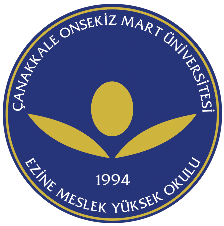 ÇANAKKALE ONSEKİZ MART ÜNİVERSİTESİ
1994
EZİNE MESLEK YÜKSEK OKULU